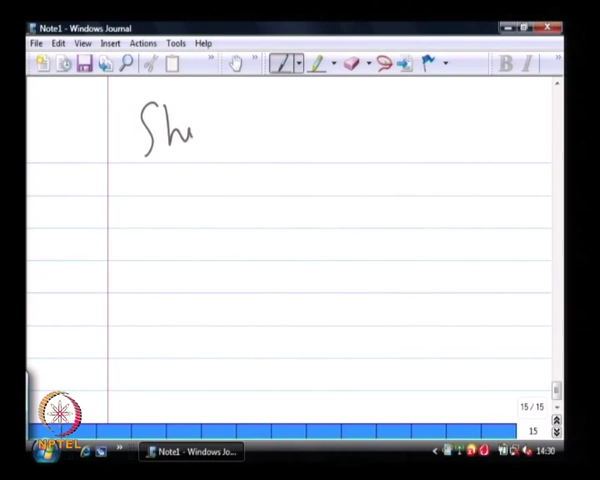 Note1 - Windows Journal
File Edit View Insert Actions Tools Help
B I
Sh
15 / 15
15
NPTEL
Note1 - Windows Jo...
14:30